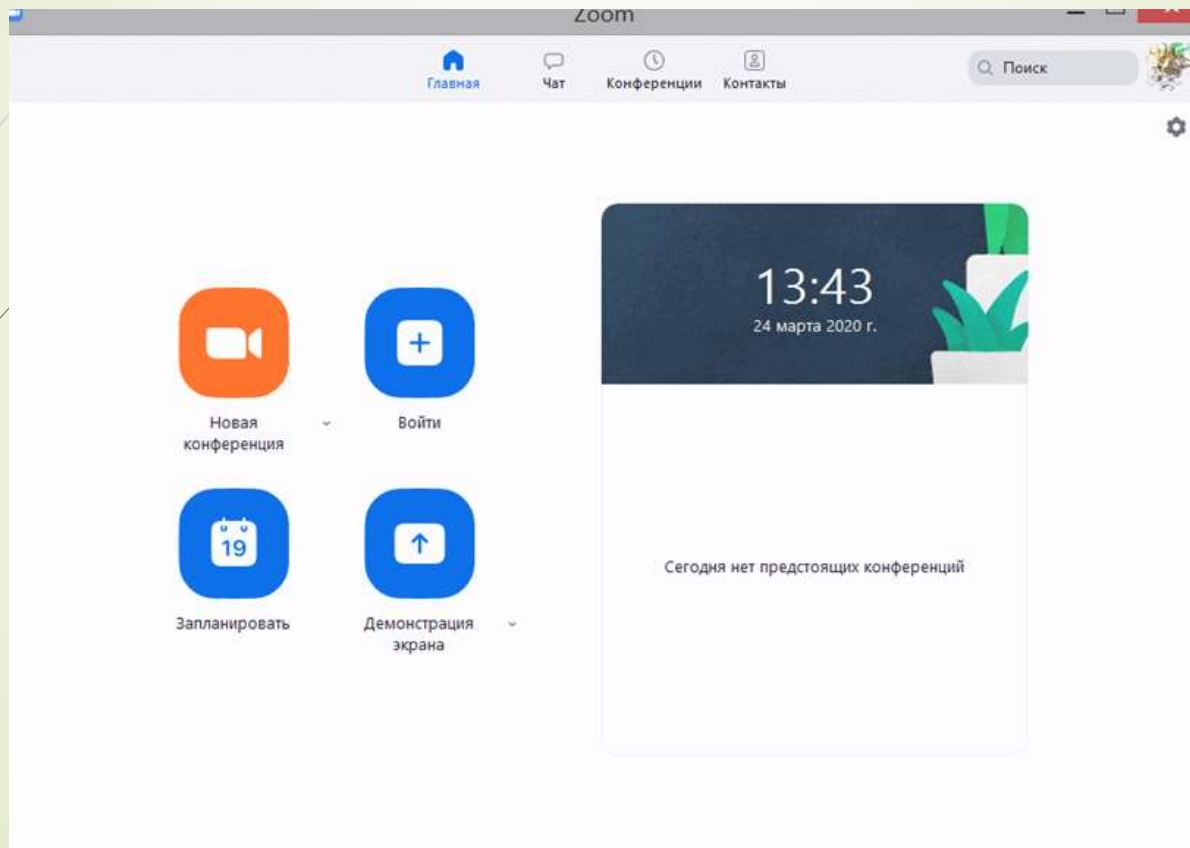 Zoom
Главная
Чат
Конференции
Контакты
Поиск
13:43
24 марта 2020 г.
Новая
конференция
Войти
19
Запланировать
Демонстрация
экрана
Сегодня нет предстоящих конференций